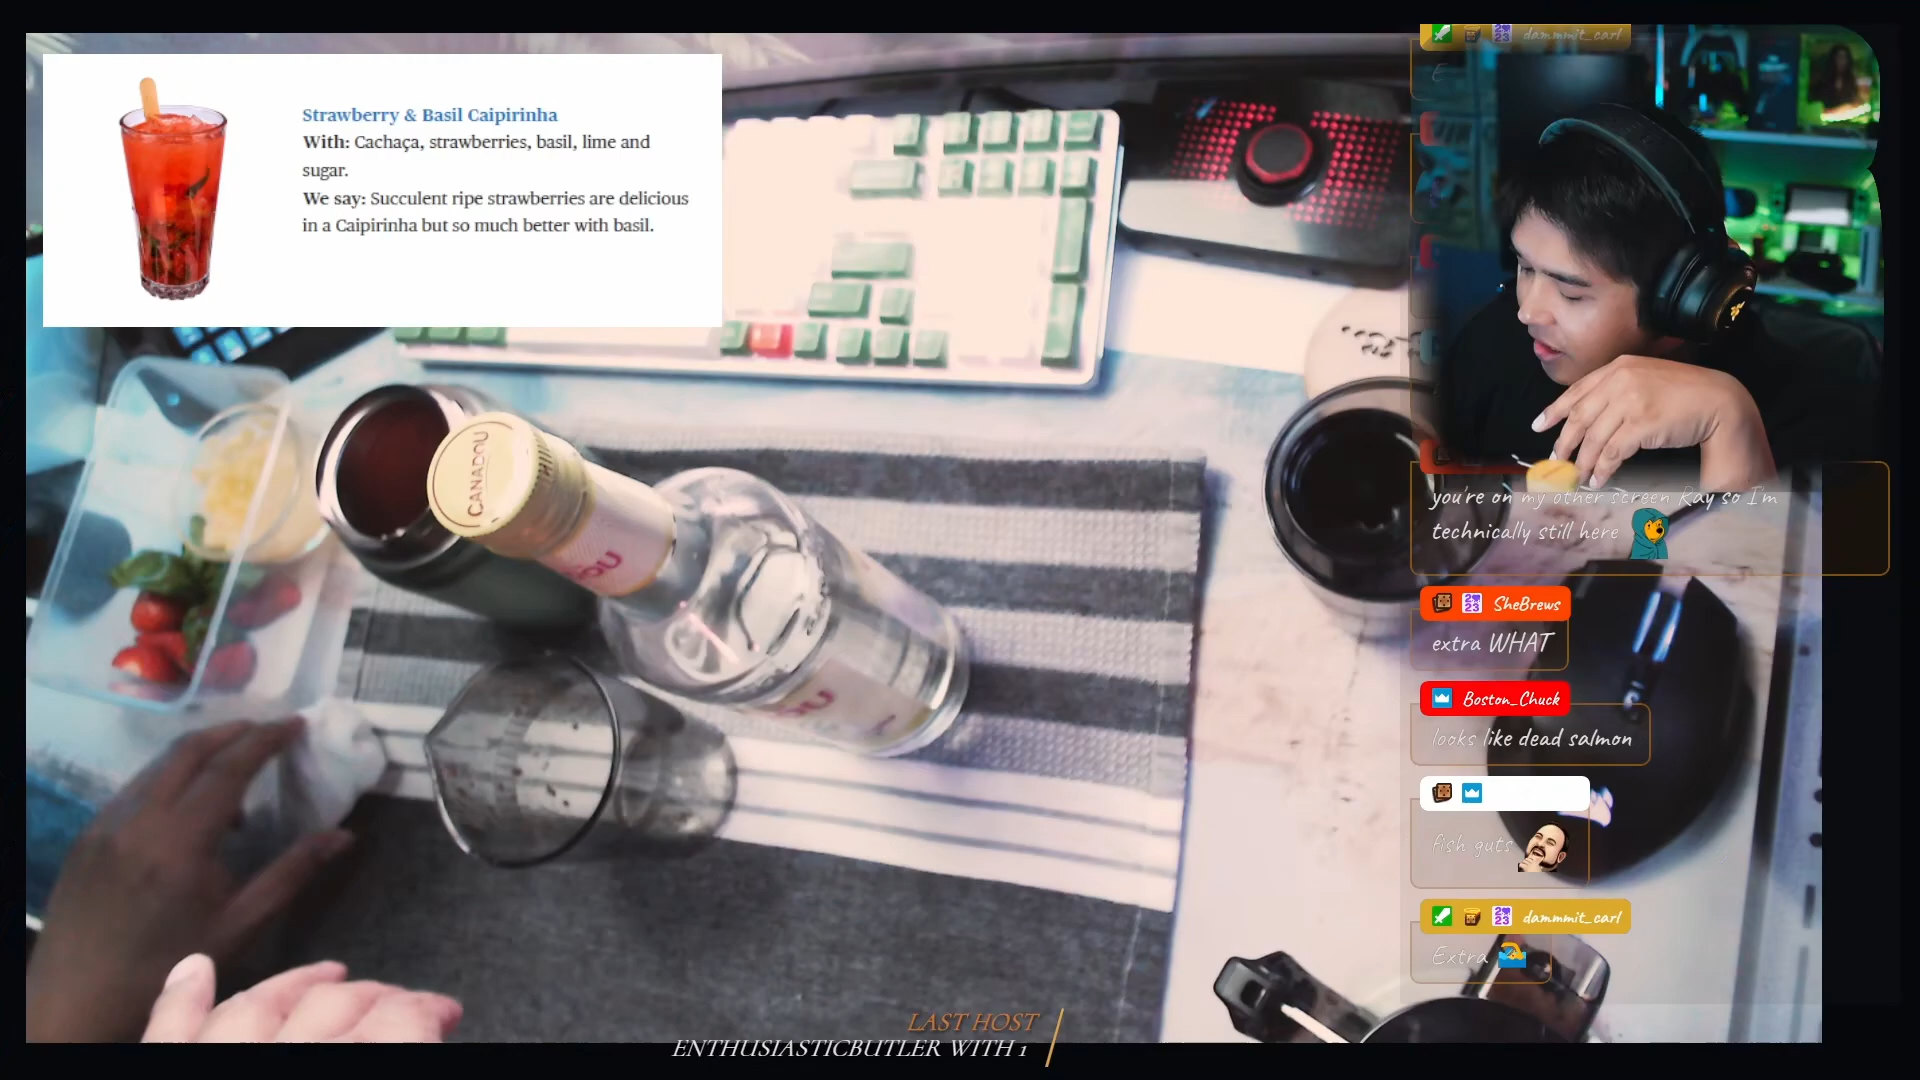 Strawberry & Basil Caipirinha
With: Cachaça, strawberries, basil, lime and
sugar.
We say: Succulent ripe strawberries are delicious
in a Caipirinha but so much better with basil.
CANADOU
dammmit_carl
E
you're on my other screen Ray so I'm
technically still here
SheBrews
extra WHAT
Boston_Chuck
looks like dead salmon
fish guts
dammmit_carl
Extra
LAST HOST
ENTHUSIASTICBUTLER WITH 1